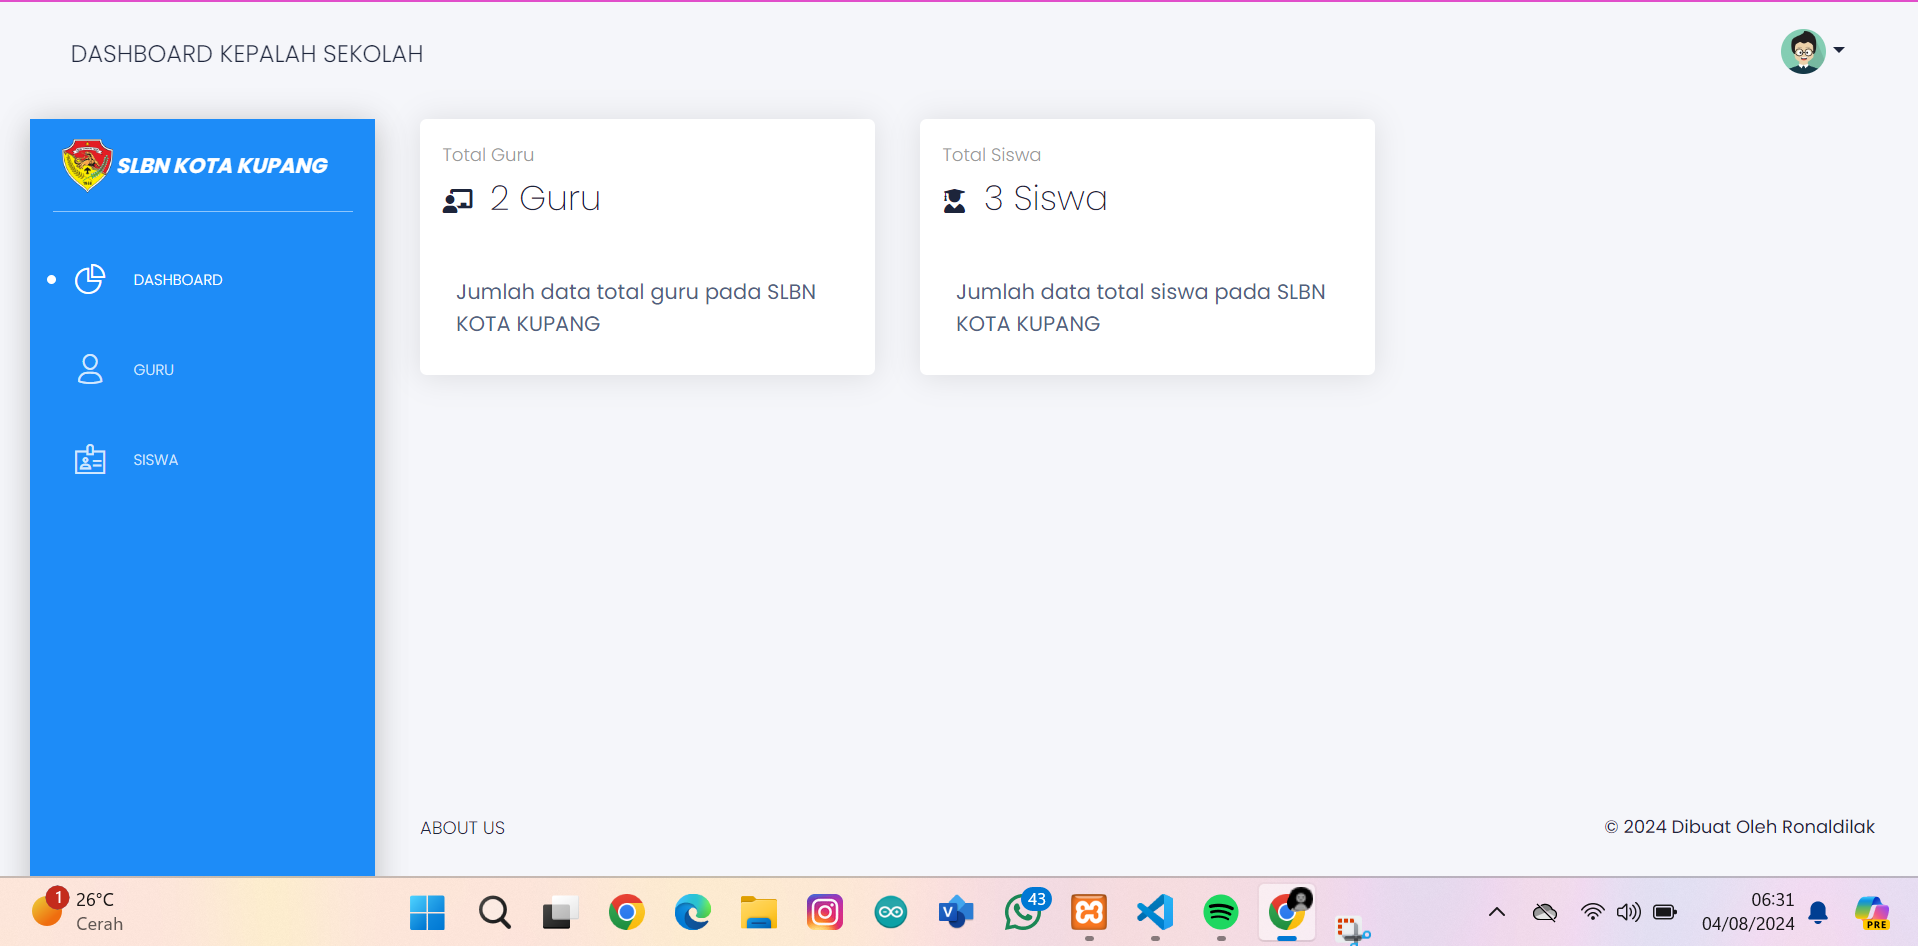 DASHBOARD KEPALAH SEKOLAH
SLBN KOTA KUPANG
DASHBOARD
GURU
SISWA
Total Guru
2 Guru
Jumlah data total guru pada SLBN
KOTA KUPANG
Total Siswa
3 Siswa
Jumlah data total siswa pada SLBN
KOTA KUPANG
ABOUT US
© 2024 Dibuat Oleh Ronaldilak
1
26°C
Cerah
V
43
06:31
04/08/2024
PRE